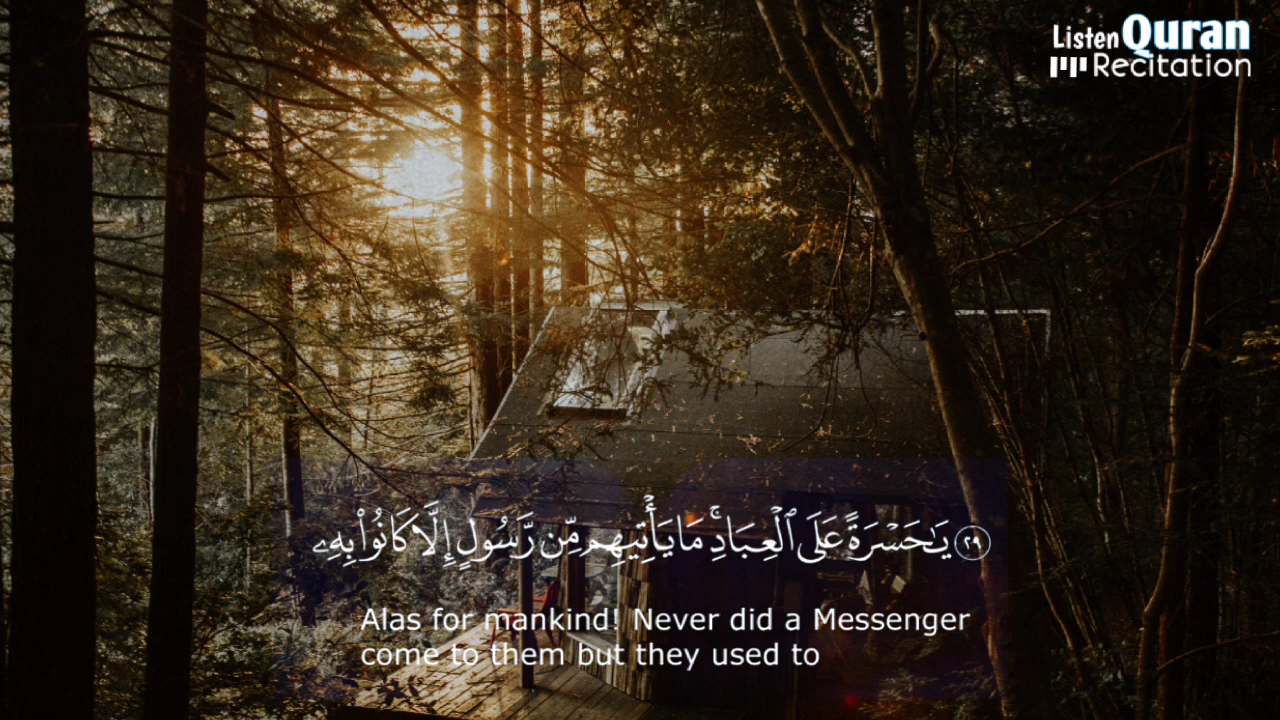 Listen Quran
Recitation
٢٩ يَـٰحَسْرَةً عَلَى ٱلْعِبَادِ ۚ مَا يَأْتِيهِم مِّن رَّسُولٍ إِلَّا كَانُوا۟ بِهِۦ
Alas for mankind! Never did a Messenger
come to them but they used to